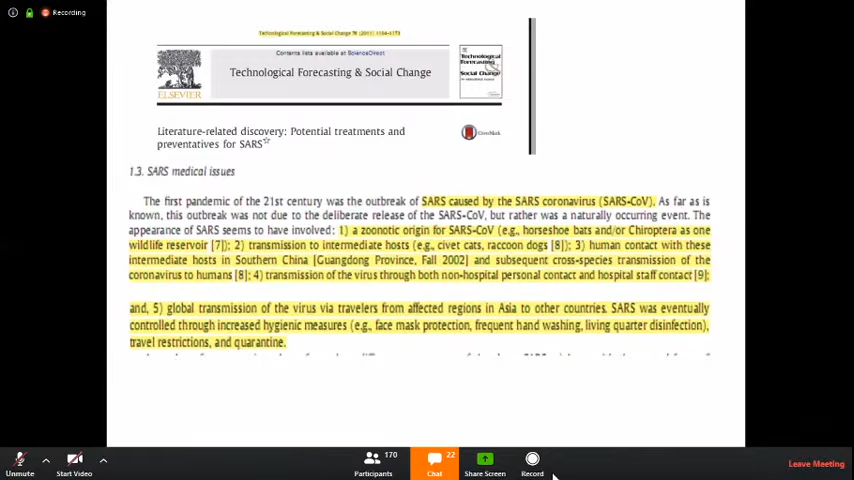 Recording
Technological Forecasting & Social Change 78 (2011) 1164–1173
Contents lists available at ScienceDirect
Technological Forecasting & Social Change
Technological
Forecasting
Social Change
ELSEVIER
Literature-related discovery: Potential treatments and
preventatives for SARS☆
CrossMark
1.3. SARS medical issues
The first pandemic of the 21st century was the outbreak of SARS caused by the SARS coronavirus (SARS-CoV). As far as is
known, this outbreak was not due to the deliberate release of the SARS-CoV, but rather was a naturally occurring event. The
appearance of SARS seems to have involved: 1) a zoonotic origin for SARS-CoV (e.g., horseshoe bats and/or Chiroptera as one
wildlife reservoir [7]); 2) transmission to intermediate hosts (e.g., civet cats, raccoon dogs [8]); 3) human contact with these
intermediate hosts in Southern China [Guangdong Province, Fall 2002] and subsequent cross-species transmission of the
coronavirus to humans [8]; 4) transmission of the virus through both non-hospital personal contact and hospital staff contact [9];
and, 5) global transmission of the virus via travelers from affected regions in Asia to other countries. SARS was eventually
controlled through increased hygienic measures (e.g., face mask protection, frequent hand washing, living quarter disinfection),
travel restrictions, and quarantine.
Unmute
Start Video
Participants
170
Chat
22
Share Screen
Record
Leave Meeting